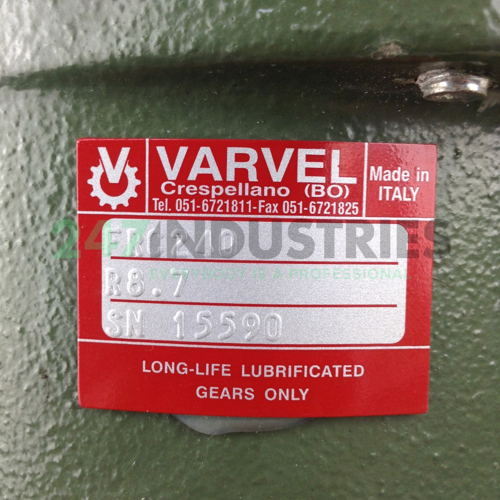 VARVEL
Crespellano (BO)
Tel. 051-6721811-Fax 051-6721825
Made in
ITALY
247INDUSTRIES
R8.7
SN 15590
LONG-LIFE LUBRIFICATED
GEARS ONLY